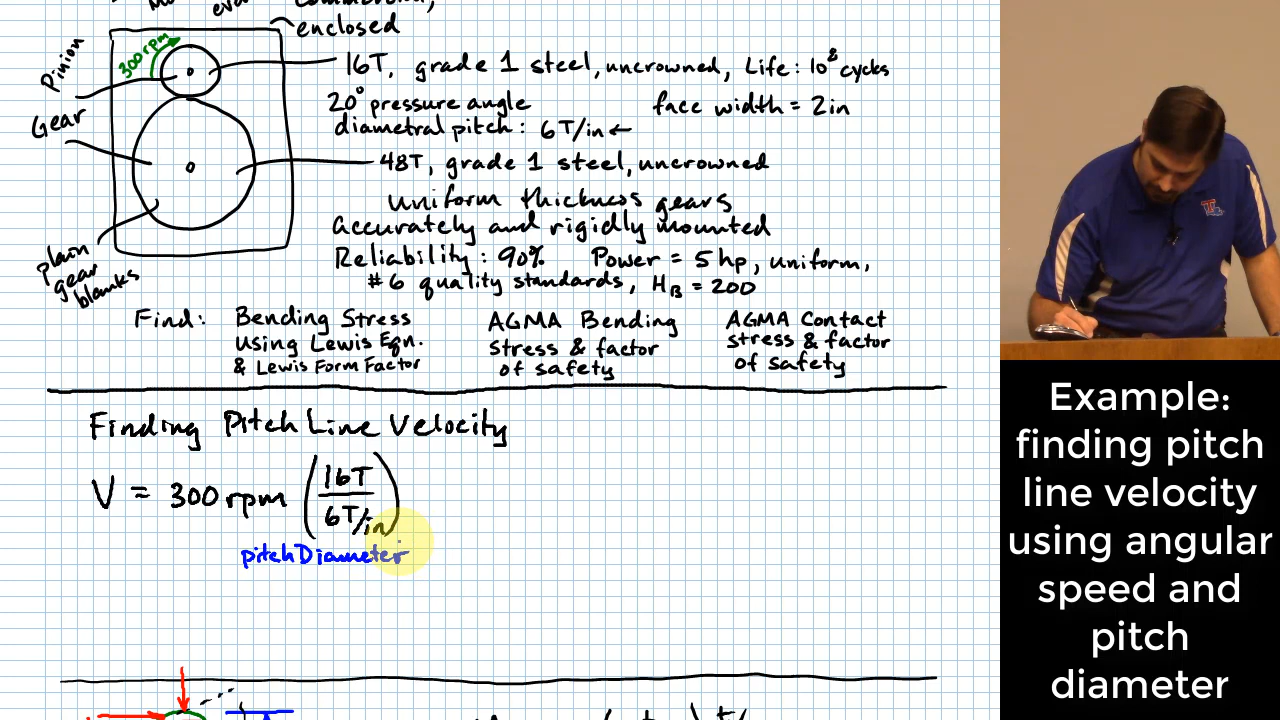 enclosed
300 rpm
Pinion
16T, grade 1 steel, uncrowned, Life: 10⁸ cycles
20° pressure angle face width = 2in
Gear
diametral pitch: 6T/in ←
48T, grade 1 steel, uncrowned
uniform thickness gears
accurately and rigidly mounted
plain
gear
blanks
Reliability: 90% Power = 5 hp, uniform,
#6 quality standards, H_B = 200
Find: Bending Stress
using Lewis Eqn.
& Lewis Form Factor
AGMA Bending
stress & factor
of safety
AGMA Contact
stress & factor
of safety
Finding Pitch Line Velocity
V = 300 rpm (16T / 6T/in)
pitch Diameter
Example:
finding pitch
line velocity
using angular
speed and
pitch
diameter